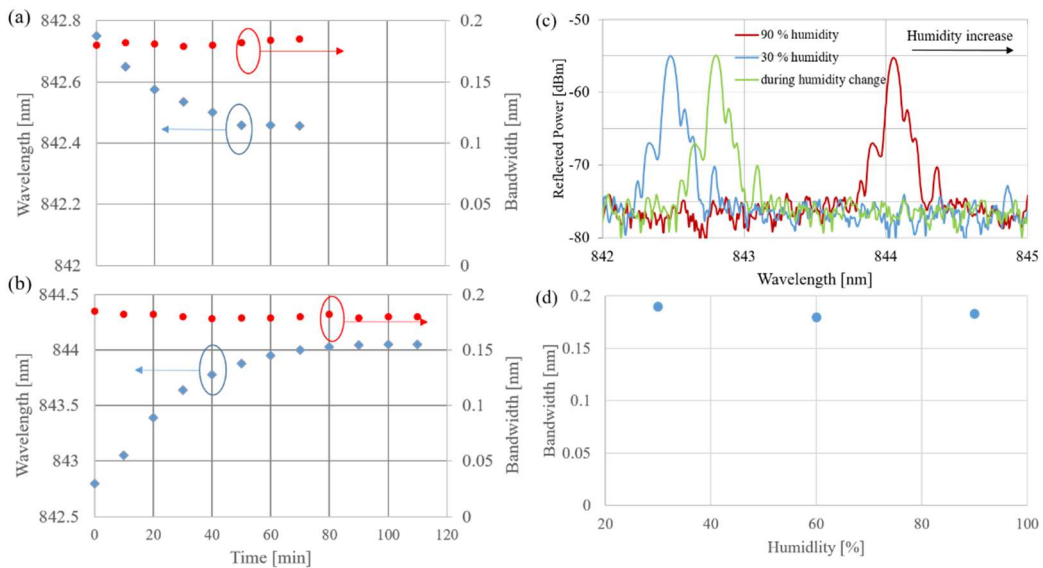 (a)
842.8
842.6
842.4
842.2
842
Wavelength [nm]
0.2
0.15
0.1
0.05
0
Bandwidth [nm]
(b)
844.5
844
843.5
843
842.5
Wavelength [nm]
0.2
0.15
0.1
0.05
0
Bandwidth [nm]
0 20 40 60 80 100 120
Time [min]
(c)
-50
-60
-70
-80
Reflected Power [dBm]
90 % humidity
30 % humidity
during humidity change
Humidity increase
842 843 844 845
Wavelength [nm]
(d)
0.2
0.15
0.1
0.05
0
Bandwidth [nm]
20 40 60 80 100
Humidlity [%]